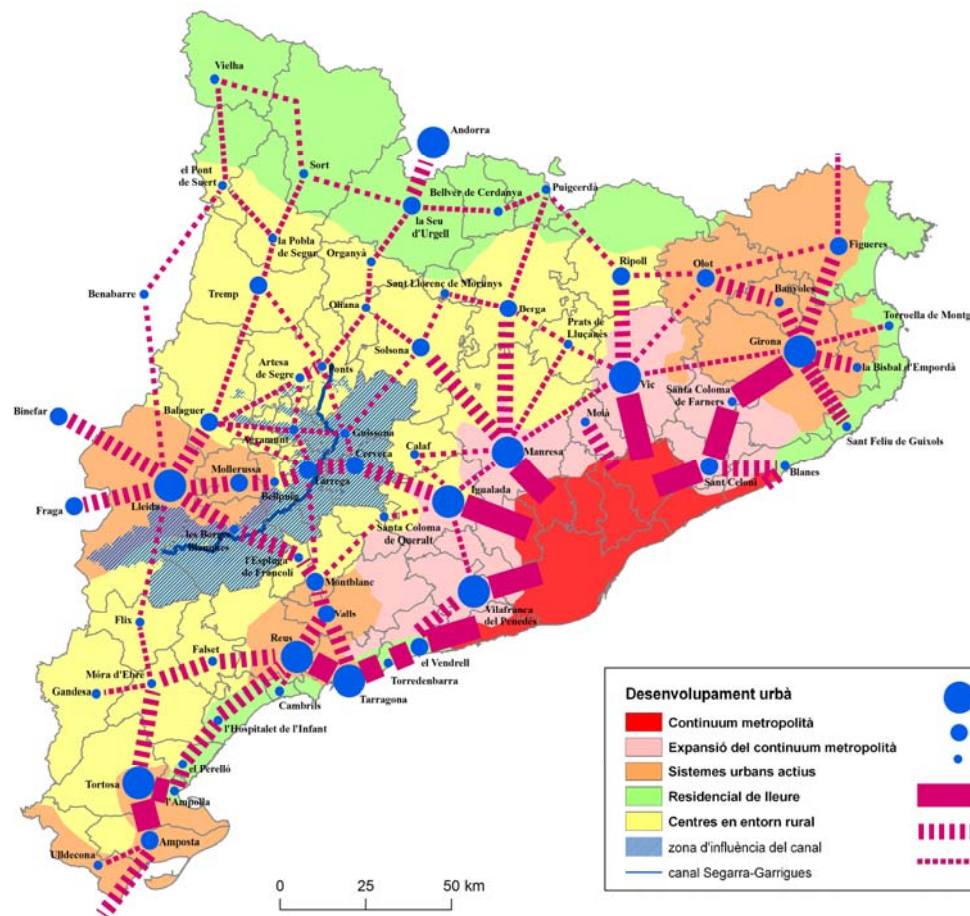 Vielha
Andorra
el Pont
de Suert
Sort
Bellver de Cerdanya
Puigcerdà
la Seu
d'Urgell
la Pobla
de Segur
Organyà
Ripoll
Olot
Figueres
Benabarre
Tremp
Sant Llorenç de Morunys
Banyoles
Oliana
Berga
Prats de
Lluçanès
Torroella de Montg
Girona
Solsona
la Bisbal d'Empordà
Artesa
de Segre
Ponts
Vic
Santa Coloma
de Farners
Binefar
Balaguer
Moià
Sant Feliu de Guixols
Agramunt
Guissona
Calaf
Manresa
Mollerussa
Cervera
Sant Celoni
Blanes
Bellpuig
Tàrrega
Igualada
Fraga
Lleida
Santa Coloma
de Queralt
les Borges
Blanques
l'Espluga
de Francolí
Montblanc
Vilafranca
del Penedès
Flix
Valls
Reus
el Vendrell
Falset
Móra d'Ebre
Torredenbarra
Gandesa
Cambrils
Tarragona
l'Hospitalet de l'Infant
el Perelló
Tortosa
l'Ampolla
Amposta
Ulldecona
0 25 50 km
Desenvolupament urbà
Continuum metropolità
Expansió del continuum metropolità
Sistemes urbans actius
Residencial de lleure
Centres en entorn rural
zona d'influència del canal
canal Segarra-Garrigues